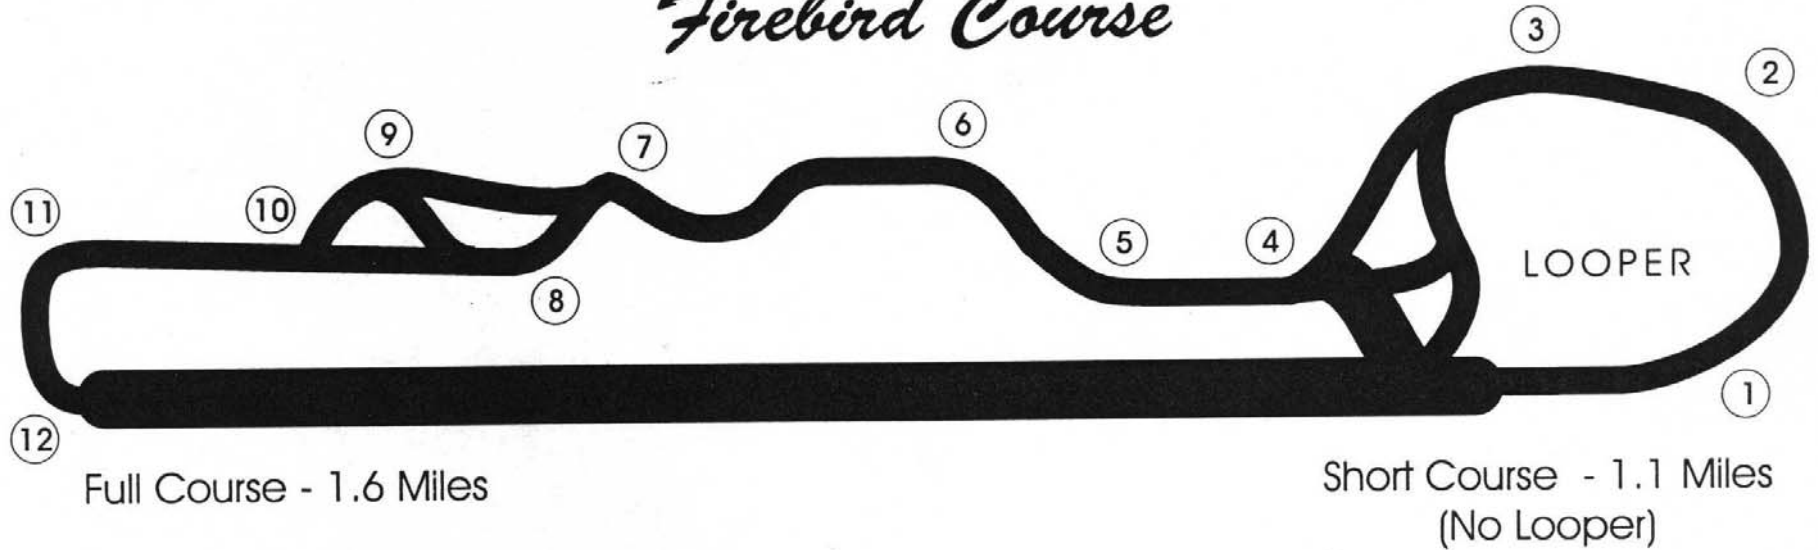 Firebird Course
3
2
9
7
6
11
10
5
4
LOOPER
8
1
12
Full Course - 1.6 Miles
Short Course - 1.1 Miles
(No Looper)